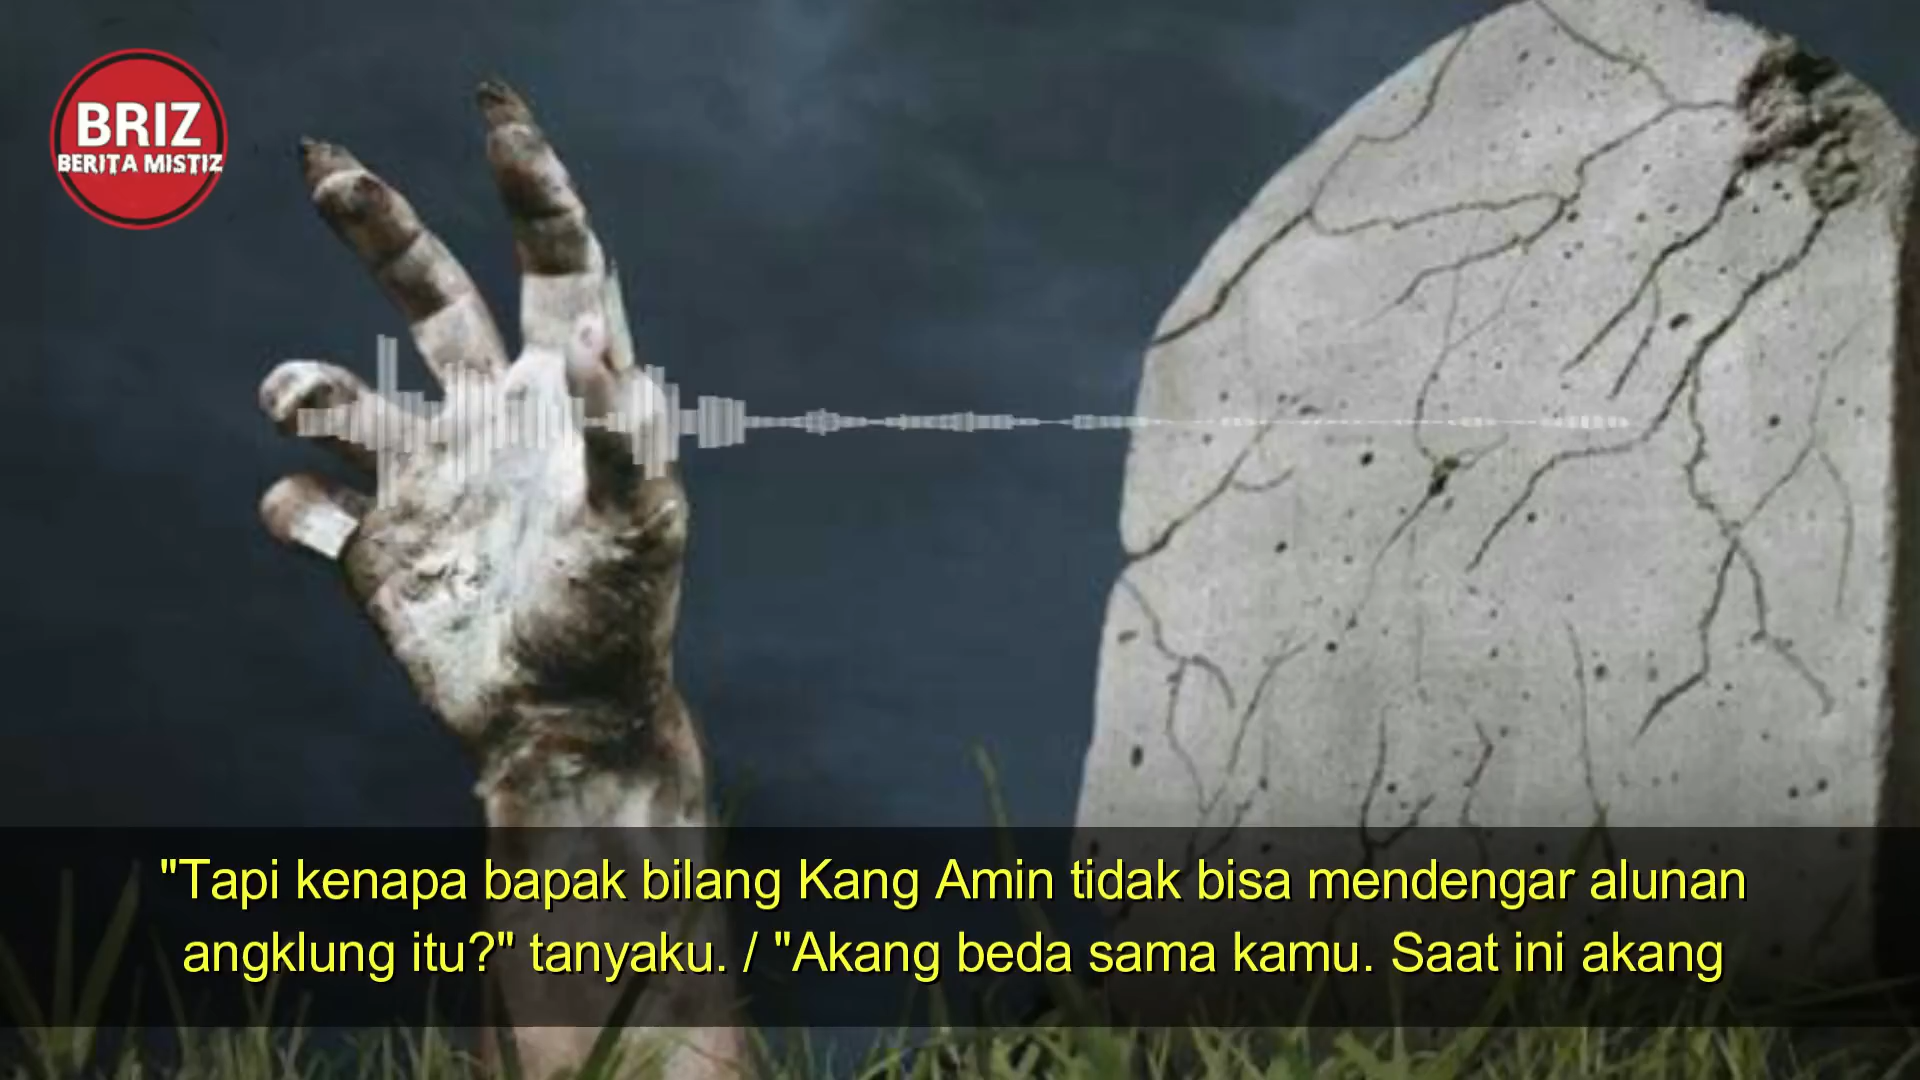 BRIZ
BERITA MISTIZ
"Tapi kenapa bapak bilang Kang Amin tidak bisa mendengar alunan
angklung itu?" tanyaku. / "Akang beda sama kamu. Saat ini akang